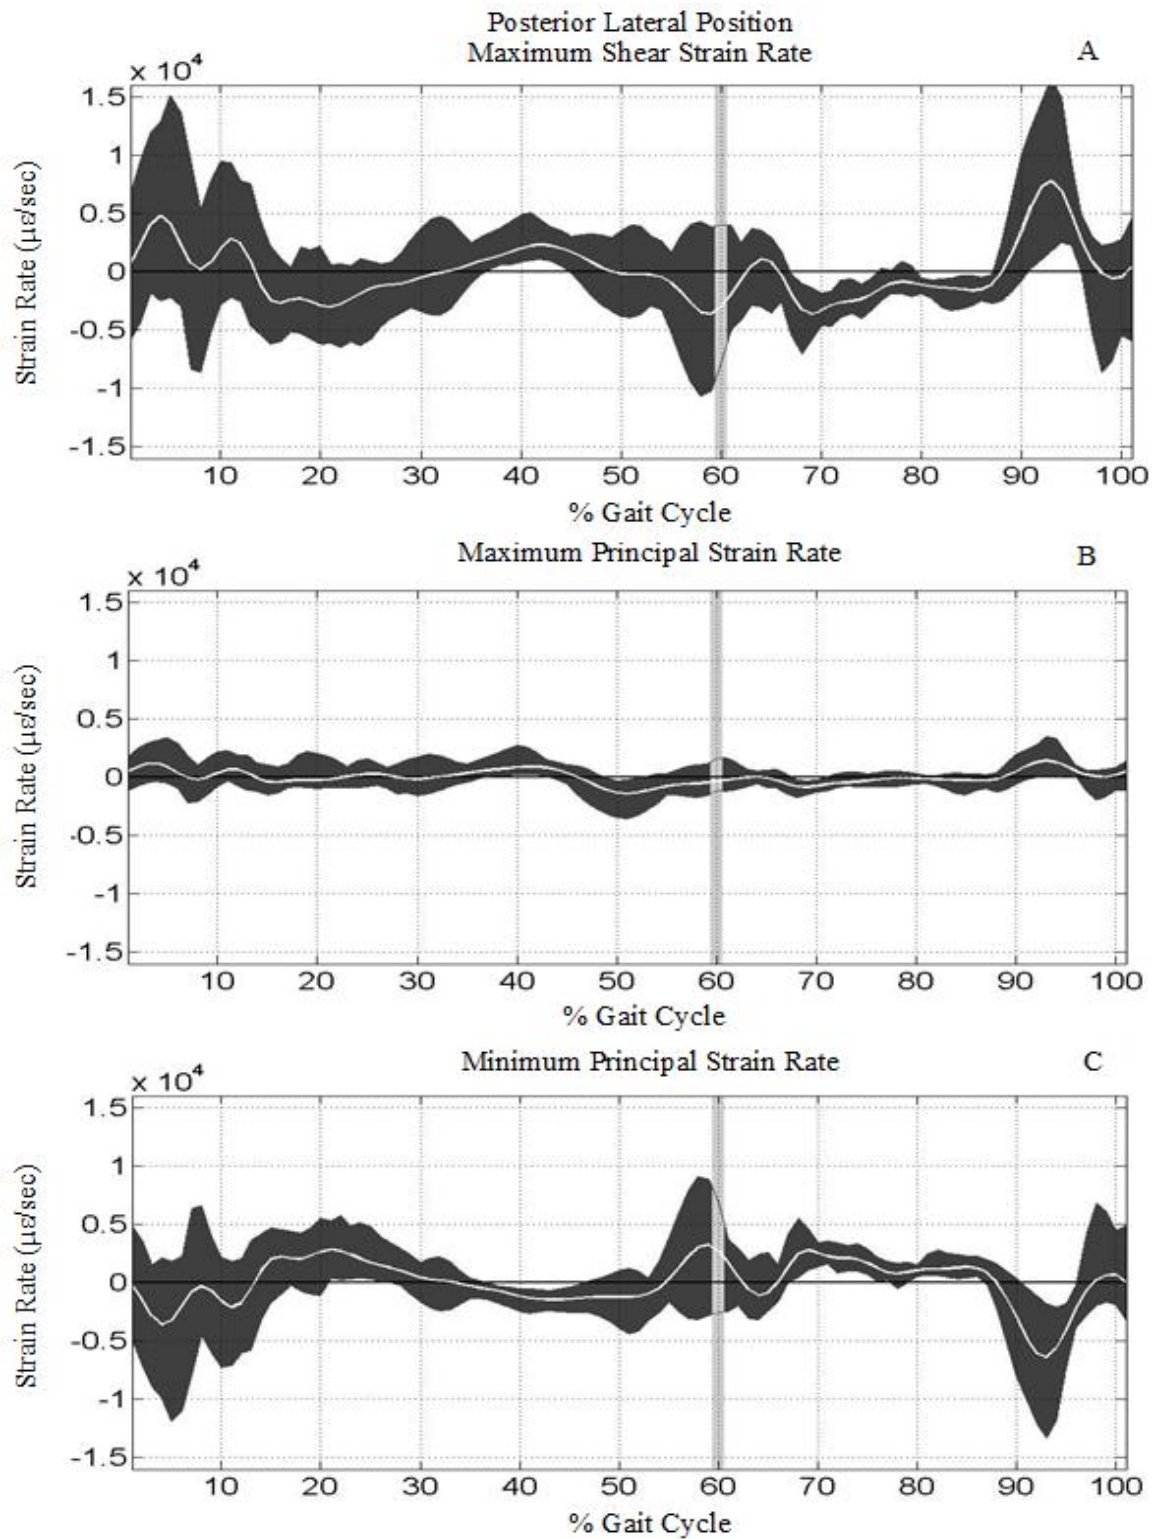 Posterior Lateral Position
Maximum Shear Strain Rate
A
x 10⁴
1.5
1
0.5
0
-0.5
-1
-1.5
Strain Rate (με/sec)
10 20 30 40 50 60 70 80 90 100
% Gait Cycle
Maximum Principal Strain Rate
B
x 10⁴
1.5
1
0.5
0
-0.5
-1
-1.5
Strain Rate (με/sec)
10 20 30 40 50 60 70 80 90 100
% Gait Cycle
Minimum Principal Strain Rate
C
x 10⁴
1.5
1
0.5
0
-0.5
-1
-1.5
Strain Rate (με/sec)
10 20 30 40 50 60 70 80 90 100
% Gait Cycle